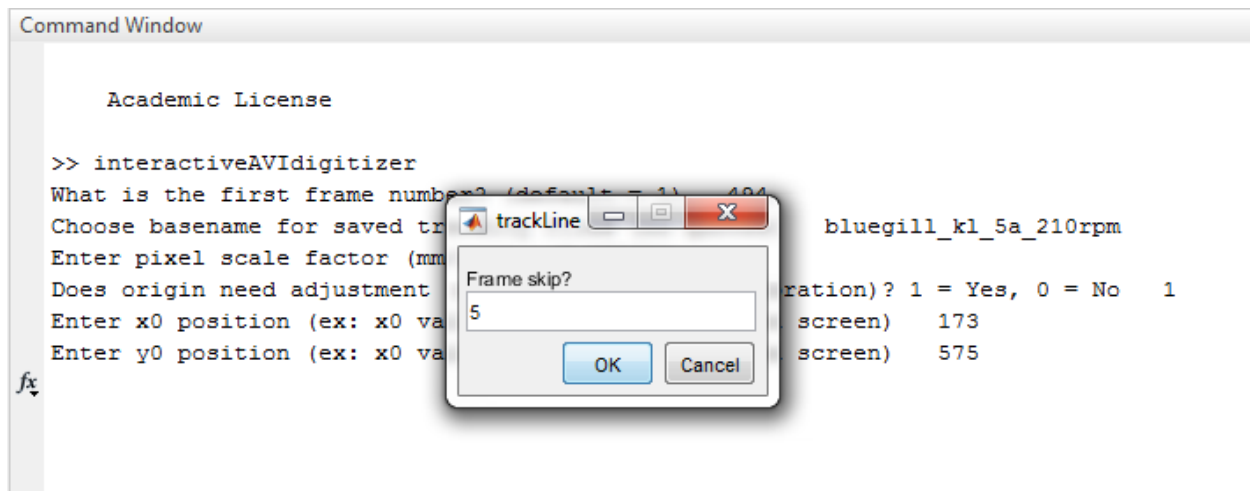 Command Window
Academic License
>> interactiveAVIdigitizer
What is the first frame number? (default = 1) 494
Choose basename for saved tr bluegill_kl_5a_210rpm
Enter pixel scale factor (mm
Does origin need adjustment ration)? 1 = Yes, 0 = No 1
Enter x0 position (ex: x0 va screen) 173
Enter y0 position (ex: x0 va screen) 575
fx
trackLine
Frame skip?
5
OK Cancel